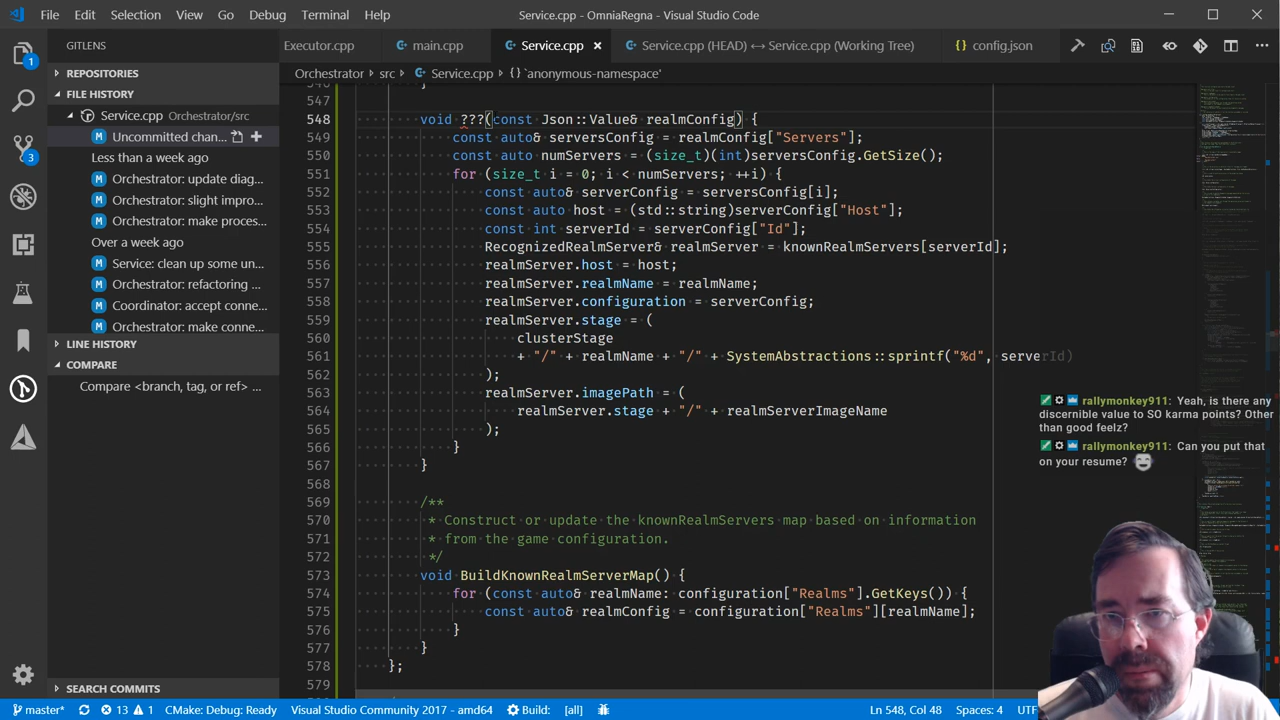 File Edit Selection View Go Debug Terminal Help
Service.cpp - OmniaRegna - Visual Studio Code
GITLENS
REPOSITORIES
FILE HISTORY
Service.cpp Orchestrator/src
M Uncommitted chan...
Less than a week ago
M Orchestrator: update diag...
M Orchestrator: slight impro...
M Orchestrator: make proces...
Over a week ago
M Service: clean up some un...
M Orchestrator: refactoring ...
M Coordinator: accept conne...
M Orchestrator: make conne...
LINE HISTORY
COMPARE
Compare <branch, tag, or ref> ...
SEARCH COMMITS
1
3
Executor.cpp main.cpp Service.cpp Service.cpp (HEAD) ↔ Service.cpp (Working Tree) config.json
Orchestrator > src > Service.cpp > {} `anonymous-namespace'
546 }
547
548 void ???(const Json::Value& realmConfig) {
549 const auto serversConfig = realmConfig["Servers"];
550 const auto numServers = (size_t)(int)serversConfig.GetSize();
551 for (size_t i = 0; i < numServers; ++i) {
552 const auto& serverConfig = serversConfig[i];
553 const auto host = (std::string)serverConfig["Host"];
554 const int serverId = serverConfig["Id"];
555 RecognizedRealmServer& realmServer = knownRealmServers[serverId];
556 realmServer.host = host;
557 realmServer.realmName = realmName;
558 realmServer.configuration = serverConfig;
559 realmServer.stage = (
560 clusterStage
561 + "/" + realmName + "/" + SystemAbstractions::sprintf("%d", serverId)
562 );
563 realmServer.imagePath = (
564 realmServer.stage + "/" + realmServerImageName
565 );
566 }
567 }
568
569 /**
570 * Construct or update the knownRealmServers map based on information
571 * from the game configuration.
572 */
573 void BuildKnownRealmServerMap() {
574 for (const auto& realmName: configuration["Realms"].GetKeys()) {
575 const auto& realmConfig = configuration["Realms"][realmName];
576 }
577 }
578 };
579
rallymonkey911: Yeah, is there any
discernible value to SO karma points? Other
than good feelz?
rallymonkey911: Can you put that
on your resume?
master* 13 1 CMake: Debug: Ready Visual Studio Community 2017 - amd64 Build: [all] Ln 548, Col 48 Spaces: 4 UTF